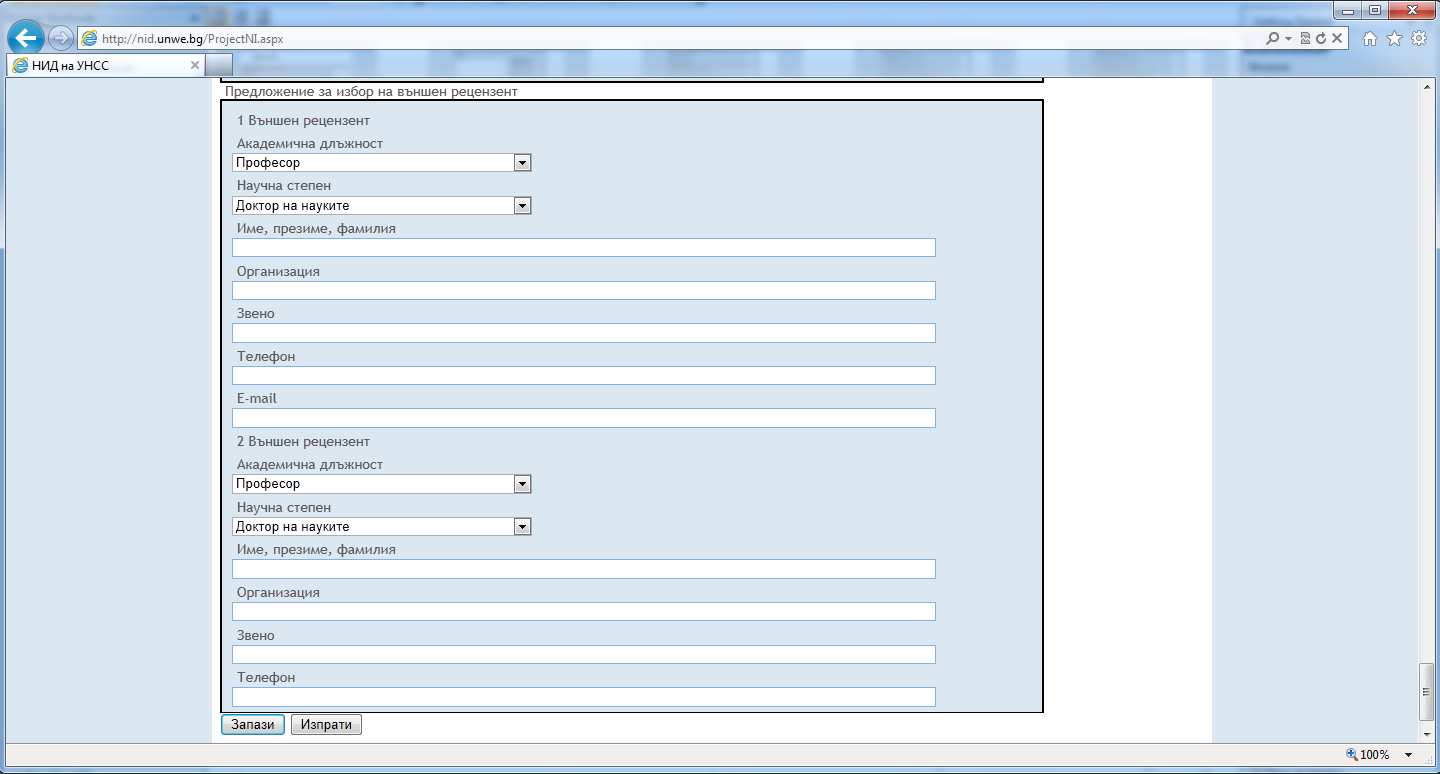 http://nid.unwe.bg/ProjectNI.aspx
НИД на УНСС
Предложение за избор на външен рецензент
1 Външен рецензент
Академична длъжност
Професор
Научна степен
Доктор на науките
Име, презиме, фамилия
Организация
Звено
Телефон
E-mail
2 Външен рецензент
Академична длъжност
Професор
Научна степен
Доктор на науките
Име, презиме, фамилия
Организация
Звено
Телефон
Запази Изпрати
100%